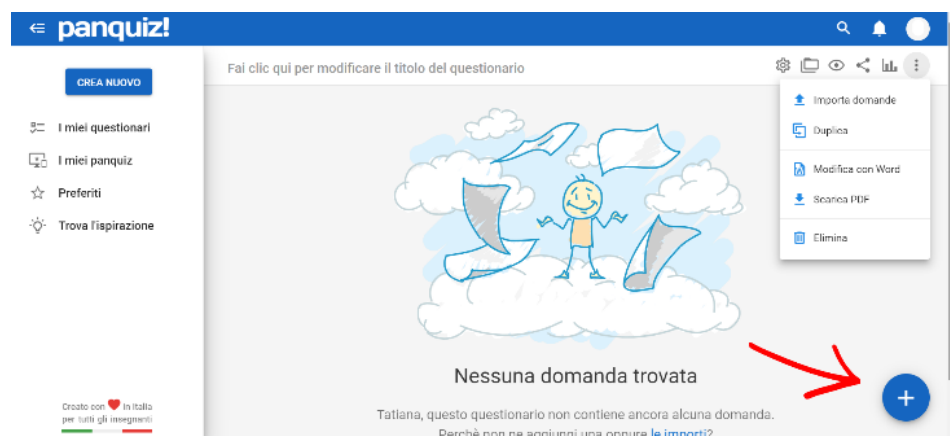 panquiz!
CREA NUOVO
I miei questionari
I miei panquiz
Preferiti
Trova l'ispirazione
Creato con ❤ in Italia
per tutti gli insegnanti
Fai clic qui per modificare il titolo del questionario
Importa domande
Duplica
Modifica con Word
Scarica PDF
Elimina
Nessuna domanda trovata
Tatiana, questo questionario non contiene ancora alcuna domanda.
Perchè non ne aggiungi una oppure le importi?